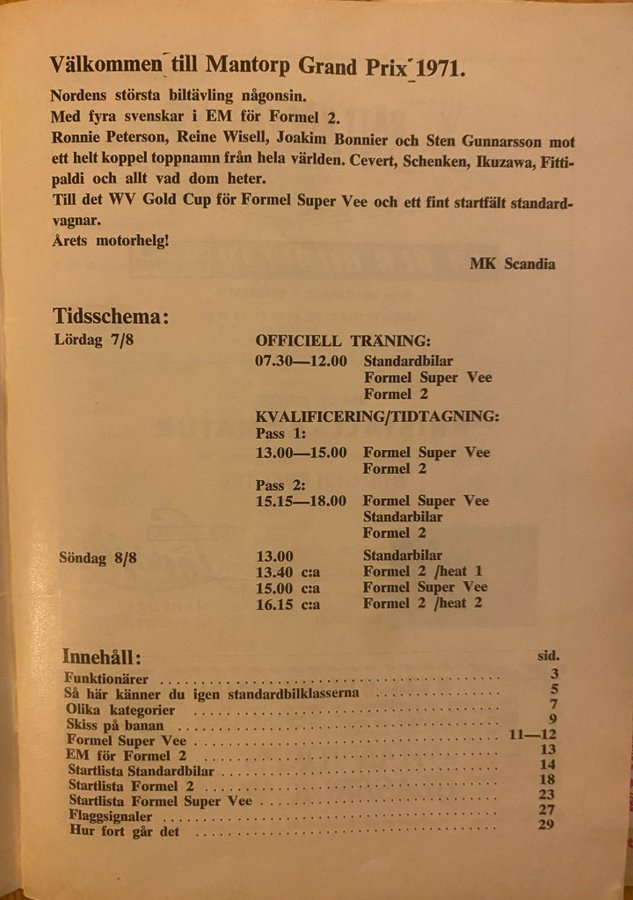 Välkommen till Mantorp Grand Prix 1971.
Nordens största biltävling någonsin.
Med fyra svenskar i EM för Formel 2.
Ronnie Peterson, Reine Wisell, Joakim Bonnier och Sten Gunnarsson mot
ett helt koppel toppnamn från hela världen. Cevert, Schenken, Ikuzawa, Fitti-
paldi och allt vad dom heter.
Till det WV Gold Cup för Formel Super Vee och ett fint startfält standard-
vagnar.
Årets motorhelg!
MK Scandia
Tidsschema:
Lördag 7/8 OFFICIELL TRÄNING:
07.30—12.00 Standardbilar
Formel Super Vee
Formel 2
KVALIFICERING/TIDTAGNING:
Pass 1:
13.00—15.00 Formel Super Vee
Formel 2
Pass 2:
15.15—18.00 Formel Super Vee
Standarbilar
Formel 2
Söndag 8/8 13.00 Standarbilar
13.40 c:a Formel 2 /heat 1
15.00 c:a Formel Super Vee
16.15 c:a Formel 2 /heat 2
Innehåll: sid.
Funktionärer 3
Så här känner du igen standardbilklasserna 5
Olika kategorier 7
Skiss på banan 9
Formel Super Vee 11—12
EM för Formel 2 13
Startlista Standardbilar 14
Startlista Formel 2 18
Startlista Formel Super Vee 23
Flaggsignaler 27
Hur fort går det 29